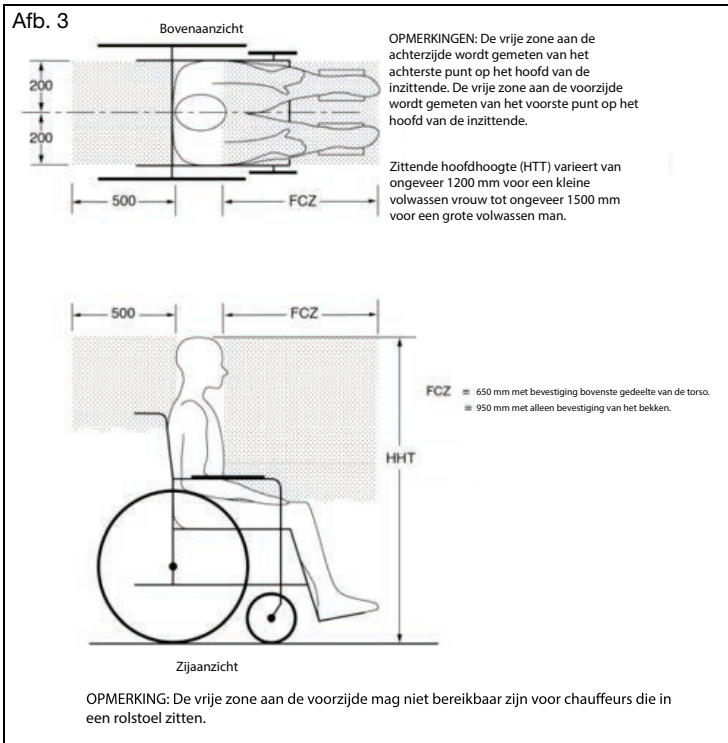 Afb. 3
Bovenaanzicht
OPMERKINGEN: De vrije zone aan de
achterzijde wordt gemeten van het
achterste punt op het hoofd van de
inzittende. De vrije zone aan de voorzijde
wordt gemeten van het voorste punt op het
hoofd van de inzittende.
200
200
500
FCZ
Zittende hoofdhoogte (HTT) varieert van
ongeveer 1200 mm voor een kleine
volwassen vrouw tot ongeveer 1500 mm
voor een grote volwassen man.
500
FCZ
FCZ = 650 mm met bevestiging bovenste gedeelte van de torso.
= 950 mm met alleen bevestiging van het bekken.
HHT
Zijaanzicht
OPMERKING: De vrije zone aan de voorzijde mag niet bereikbaar zijn voor chauffeurs die in
een rolstoel zitten.